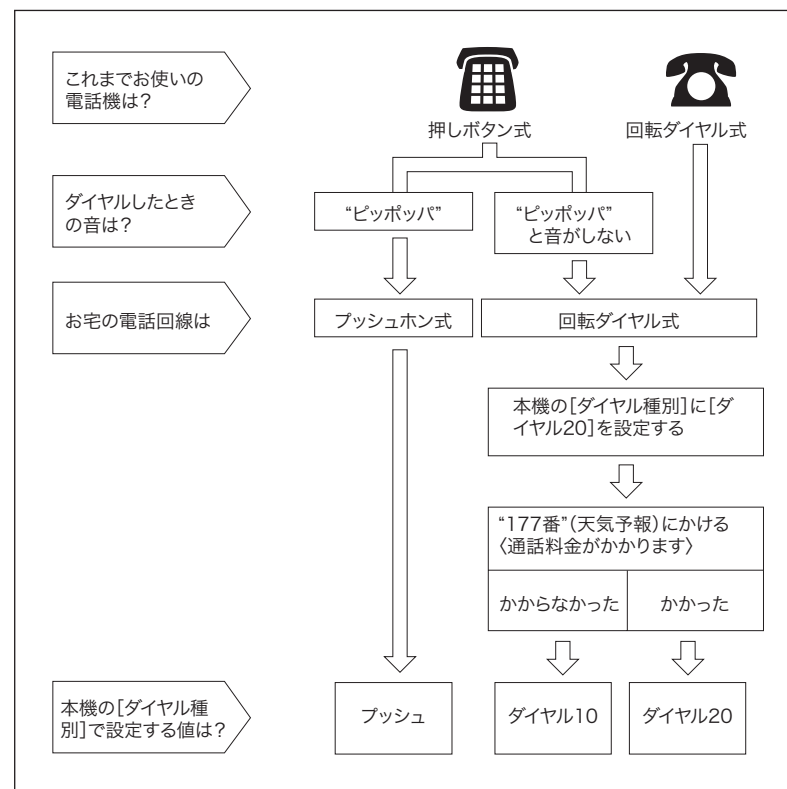 これまでお使いの
電話機は?
押しボタン式
回転ダイヤル式
ダイヤルしたとき
の音は?
“ピッポッパ”
“ピッポッパ”
と音がしない
お宅の電話回線は
プッシュホン式
回転ダイヤル式
本機の[ダイヤル種別]に[ダ
イヤル20]を設定する
“177番”(天気予報)にかける
〈通話料金がかかります〉
かからなかった
かかった
本機の[ダイヤル種
別]で設定する値は?
プッシュ
ダイヤル10
ダイヤル20